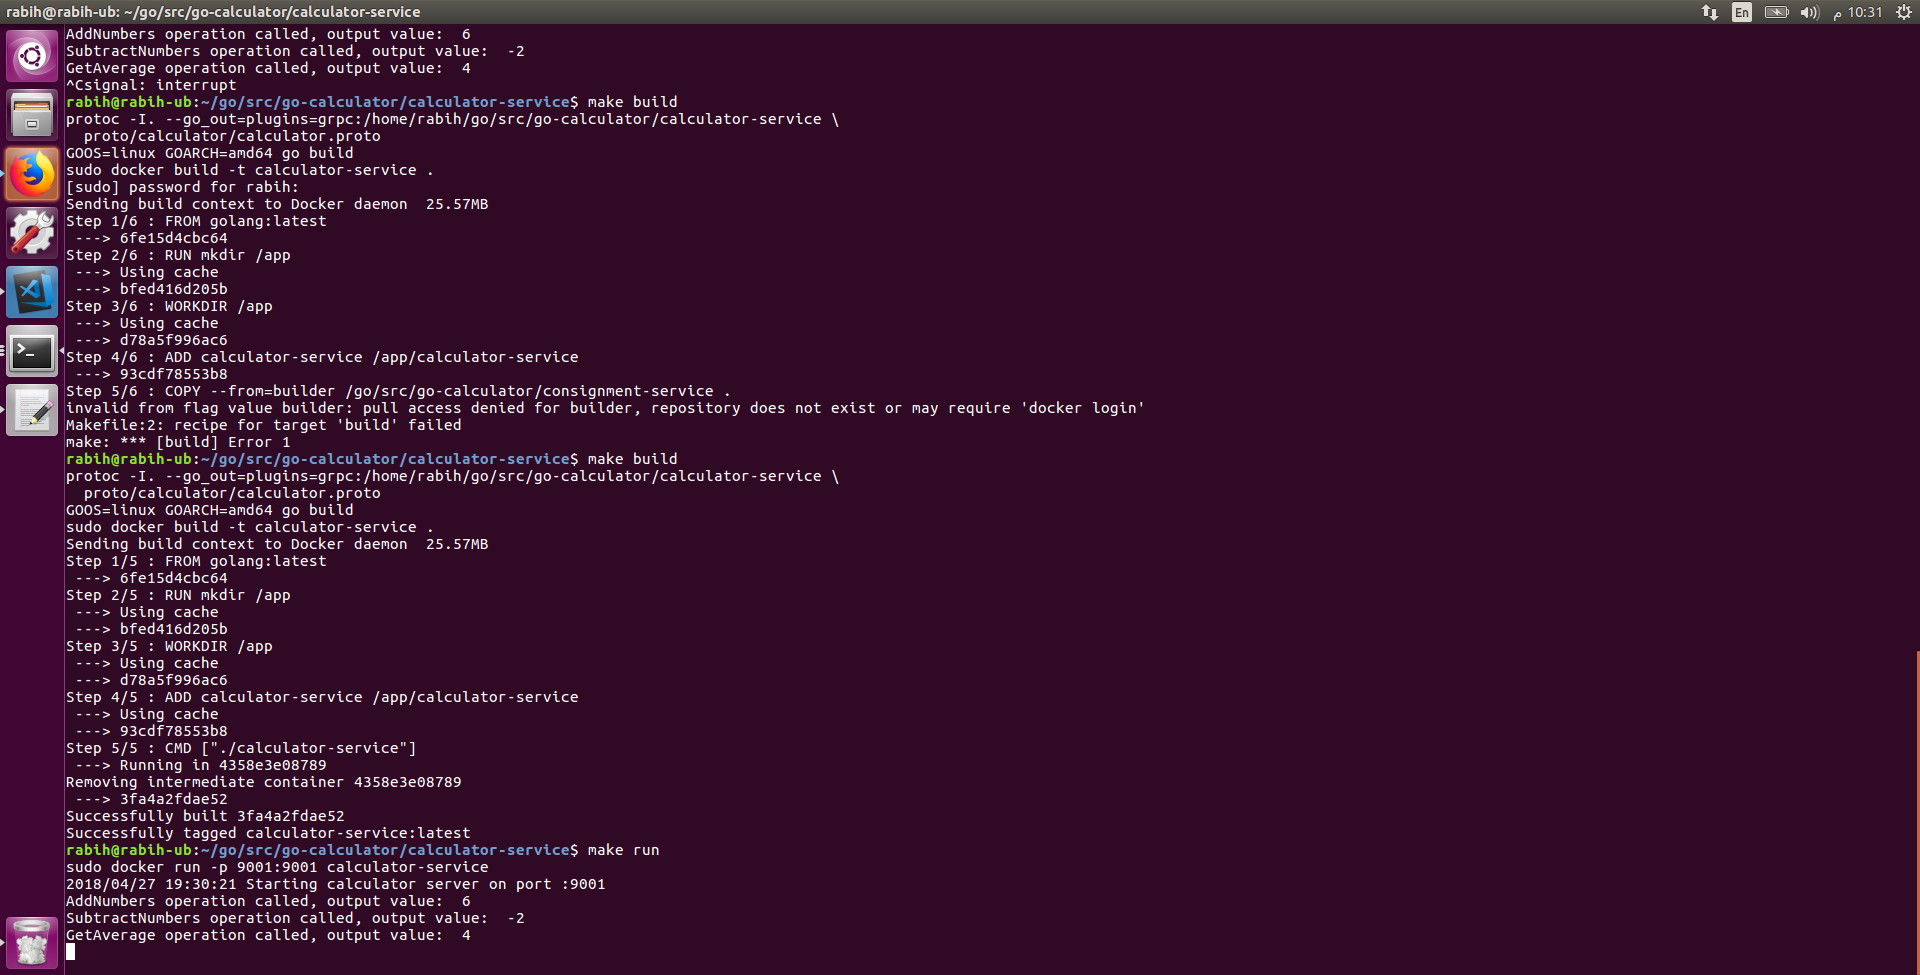 rabih@rabih-ub: ~/go/src/go-calculator/calculator-service
En
م 10:31
AddNumbers operation called, output value:  6
SubtractNumbers operation called, output value:  -2
GetAverage operation called, output value:  4
^Csignal: interrupt
rabih@rabih-ub:~/go/src/go-calculator/calculator-service$ make build
protoc -I. --go_out=plugins=grpc:/home/rabih/go/src/go-calculator/calculator-service \
  proto/calculator/calculator.proto
GOOS=linux GOARCH=amd64 go build
sudo docker build -t calculator-service .
[sudo] password for rabih:
Sending build context to Docker daemon  25.57MB
Step 1/6 : FROM golang:latest
 ---> 6fe15d4cbc64
Step 2/6 : RUN mkdir /app
 ---> Using cache
 ---> bfed416d205b
Step 3/6 : WORKDIR /app
 ---> Using cache
 ---> d78a5f996ac6
Step 4/6 : ADD calculator-service /app/calculator-service
 ---> 93cdf78553b8
Step 5/6 : COPY --from=builder /go/src/go-calculator/consignment-service .
invalid from flag value builder: pull access denied for builder, repository does not exist or may require 'docker login'
Makefile:2: recipe for target 'build' failed
make: *** [build] Error 1
rabih@rabih-ub:~/go/src/go-calculator/calculator-service$ make build
protoc -I. --go_out=plugins=grpc:/home/rabih/go/src/go-calculator/calculator-service \
  proto/calculator/calculator.proto
GOOS=linux GOARCH=amd64 go build
sudo docker build -t calculator-service .
Sending build context to Docker daemon  25.57MB
Step 1/5 : FROM golang:latest
 ---> 6fe15d4cbc64
Step 2/5 : RUN mkdir /app
 ---> Using cache
 ---> bfed416d205b
Step 3/5 : WORKDIR /app
 ---> Using cache
 ---> d78a5f996ac6
Step 4/5 : ADD calculator-service /app/calculator-service
 ---> Using cache
 ---> 93cdf78553b8
Step 5/5 : CMD ["./calculator-service"]
 ---> Running in 4358e3e08789
Removing intermediate container 4358e3e08789
 ---> 3fa4a2fdae52
Successfully built 3fa4a2fdae52
Successfully tagged calculator-service:latest
rabih@rabih-ub:~/go/src/go-calculator/calculator-service$ make run
sudo docker run -p 9001:9001 calculator-service
2018/04/27 19:30:21 Starting calculator server on port :9001
AddNumbers operation called, output value:  6
SubtractNumbers operation called, output value:  -2
GetAverage operation called, output value:  4